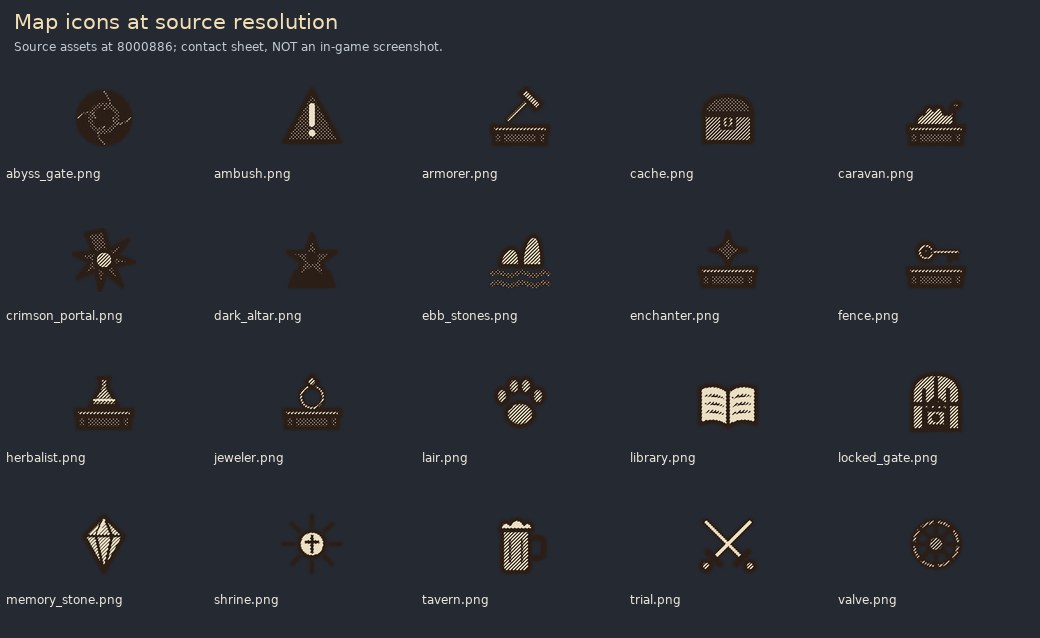 Map icons at source resolution
Source assets at 8000886; contact sheet, NOT an in-game screenshot.
abyss_gate.png ambush.png armorer.png cache.png caravan.png
crimson_portal.png dark_altar.png ebb_stones.png enchanter.png fence.png
herbalist.png jeweler.png lair.png library.png locked_gate.png
memory_stone.png shrine.png tavern.png trial.png valve.png